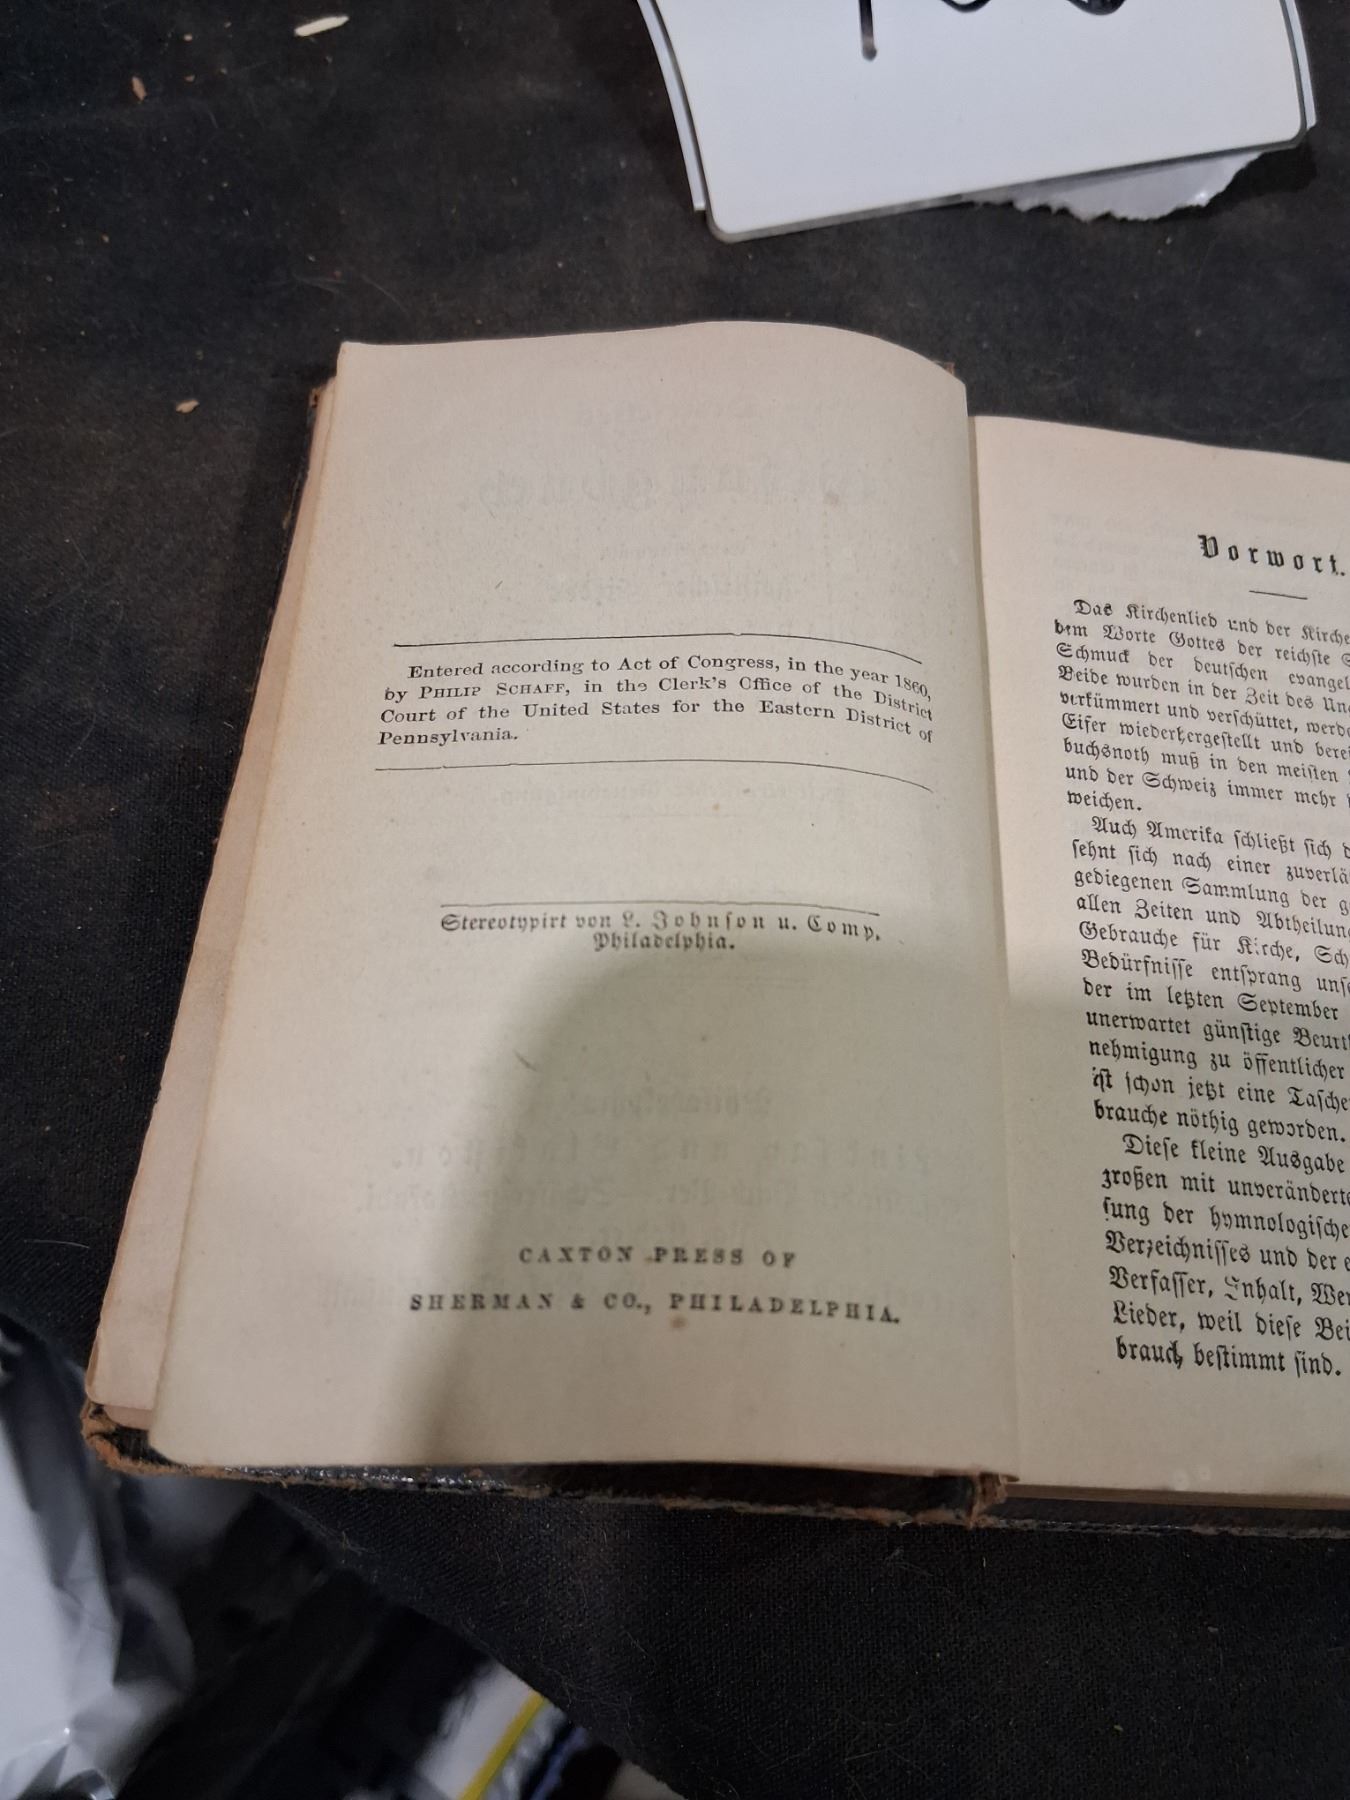 Entered according to Act of Congress, in the year 1860,
by PHILIP SCHAFF, in the Clerk's Office of the District
Court of the United States for the Eastern District of
Pennsylvania.
Stereotypirt von L. Johnson u. Comp.
Philadelphia.
CAXTON PRESS OF
SHERMAN & CO., PHILADELPHIA.
Vorwort.
Das Kirchenlied und der
dem Worte Gottes der reichste
Schmuck der deutschen
Beide wurden in der Zeit des
verkümmert und verschüttet,
Eifer wiederhergestellt und
buchsnoth muß in den meisten
und der Schweiz immer mehr
weichen.
Auch Amerika schließt sich
sehnt sich nach einer
gediegenen Sammlung der
allen Zeiten und
Gebrauche für Kirche,
Bedürfnisse entsprang
der im letzten September
unerwartet günstige
nehmigung zu öffentlicher
ist schon jetzt eine
brauche nöthig geworden.
Diese kleine Ausgabe
großen mit
sung der
Verzeichnisses und der
Verfasser, Inhalt,
Lieder, weil diese
brauch bestimmt sind.